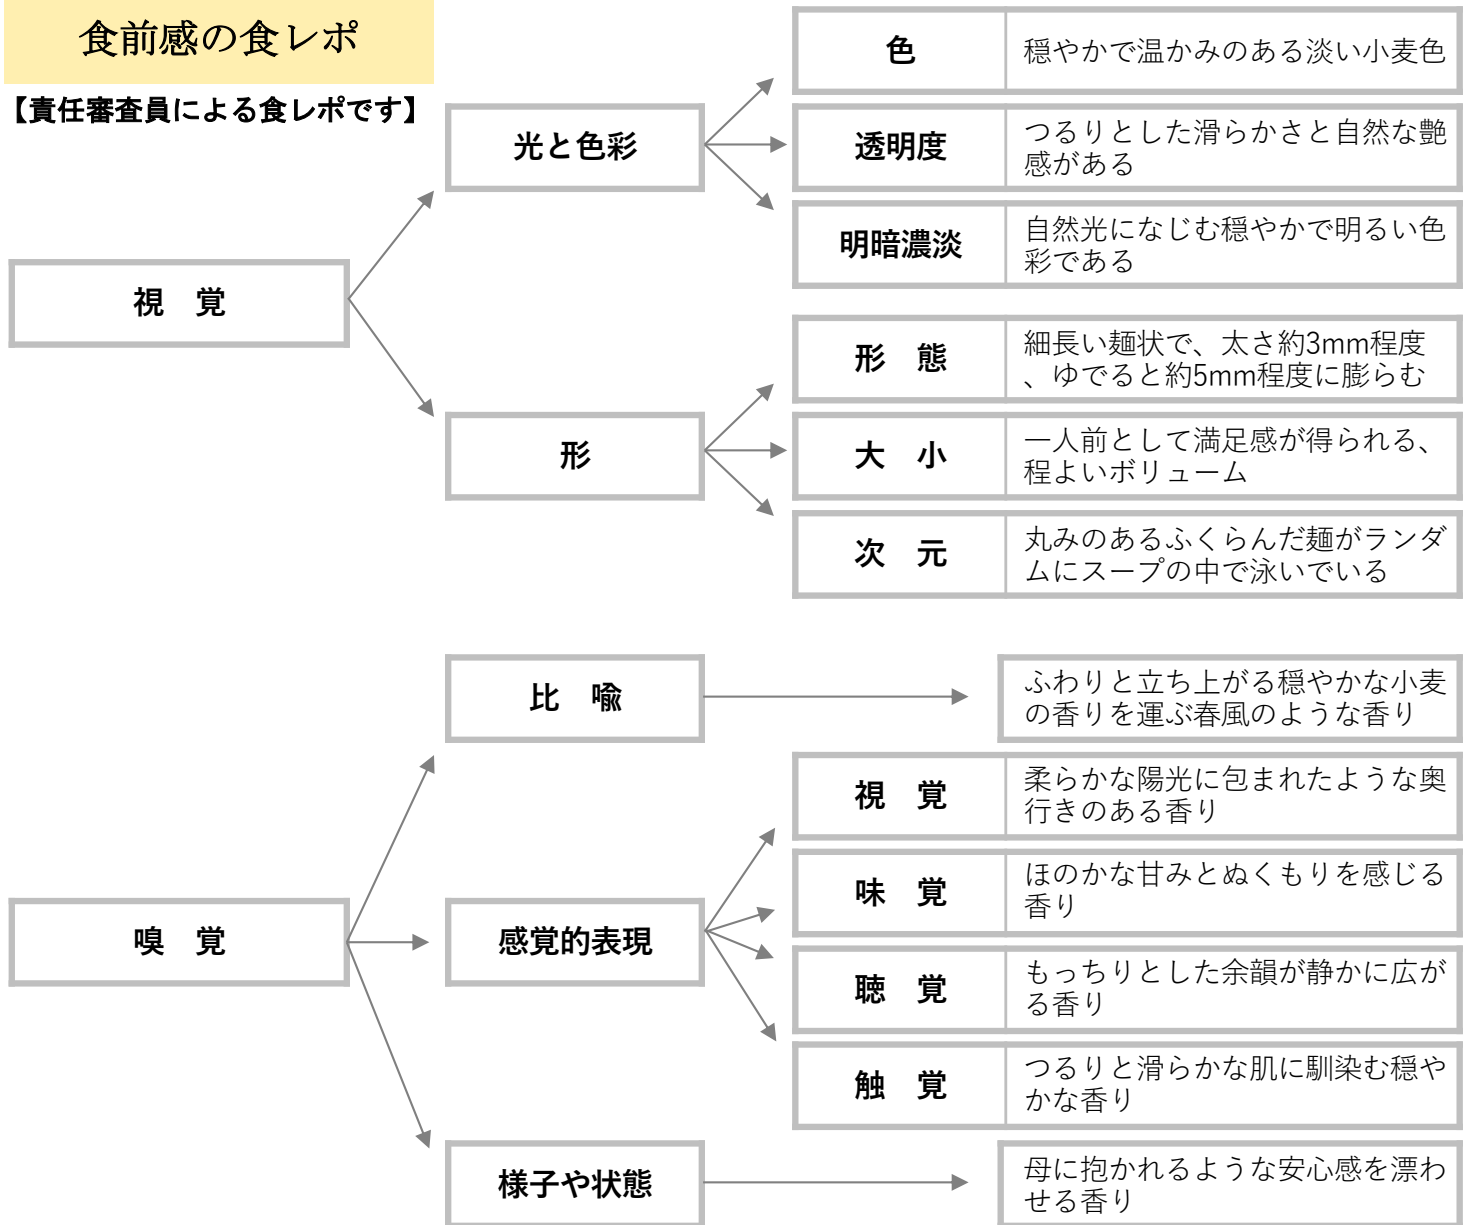 食前感の食レポ
【責任審査員による食レポです】
視　覚
光と色彩
色
穏やかで温かみのある淡い小麦色
透明度
つるりとした滑らかさと自然な艶
感がある
明暗濃淡
自然光になじむ穏やかで明るい色
彩である
形
形　態
細長い麺状で、太さ約3mm程度
、ゆでると約5mm程度に膨らむ
大　小
一人前として満足感が得られる、
程よいボリューム
次　元
丸みのあるふくらんだ麺がランダ
ムにスープの中で泳いでいる
嗅　覚
比　喩
ふわりと立ち上がる穏やかな小麦
の香りを運ぶ春風のような香り
感覚的表現
視　覚
柔らかな陽光に包まれたような奥
行きのある香り
味　覚
ほのかな甘みとぬくもりを感じる
香り
聴　覚
もっちりとした余韻が静かに広が
る香り
触　覚
つるりと滑らかな肌に馴染む穏や
かな香り
様子や状態
母に抱かれるような安心感を漂わ
せる香り